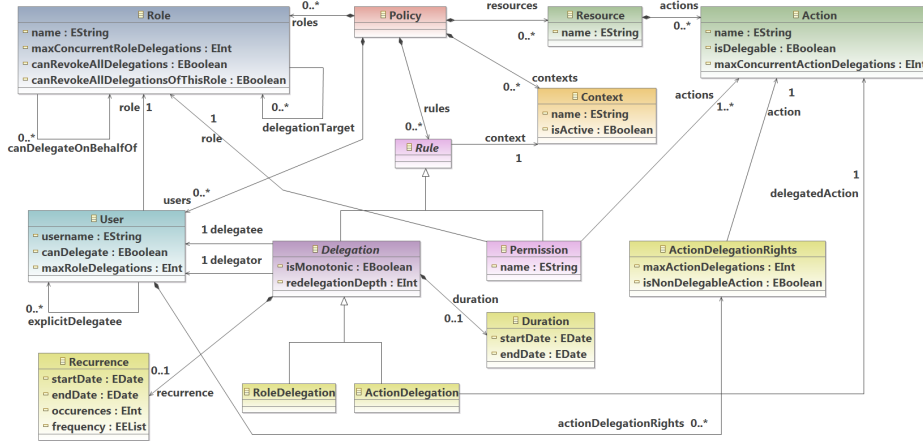 Role
name : EString
maxConcurrentRoleDelegations : EInt
canRevokeAllDelegations : EBoolean
canRevokeAllDelegationsOfThisRole : EBoolean
0..*
roles
Policy
resources
0..*
Resource
name : EString
actions
0..*
Action
name : EString
isDelegable : EBoolean
maxConcurrentActionDelegations : EInt
0..*
canDelegateOnBehalfOf
role 1
0..*
delegationTarget
1
role
rules
0..*
contexts
0..*
Context
name : EString
isActive : EBoolean
actions
1..*
1
action
Rule
context
1
1
delegatedAction
users
0..*
User
username : EString
canDelegate : EBoolean
maxRoleDelegations : EInt
0..*
explicitDelegatee
1 delegatee
1 delegator
Delegation
isMonotonic : EBoolean
redelegationDepth : EInt
Permission
name : EString
ActionDelegationRights
maxActionDelegations : EInt
isNonDelegableAction : EBoolean
duration
0..1
Duration
startDate : EDate
endDate : EDate
Recurrence
startDate : EDate
endDate : EDate
occurences : EInt
frequency : EEList
0..1
recurrence
RoleDelegation
ActionDelegation
actionDelegationRights 0..*